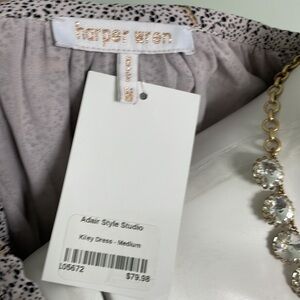 harper wren
Adair Style Studio
Kiley Dress - Medium
105672
$79.98